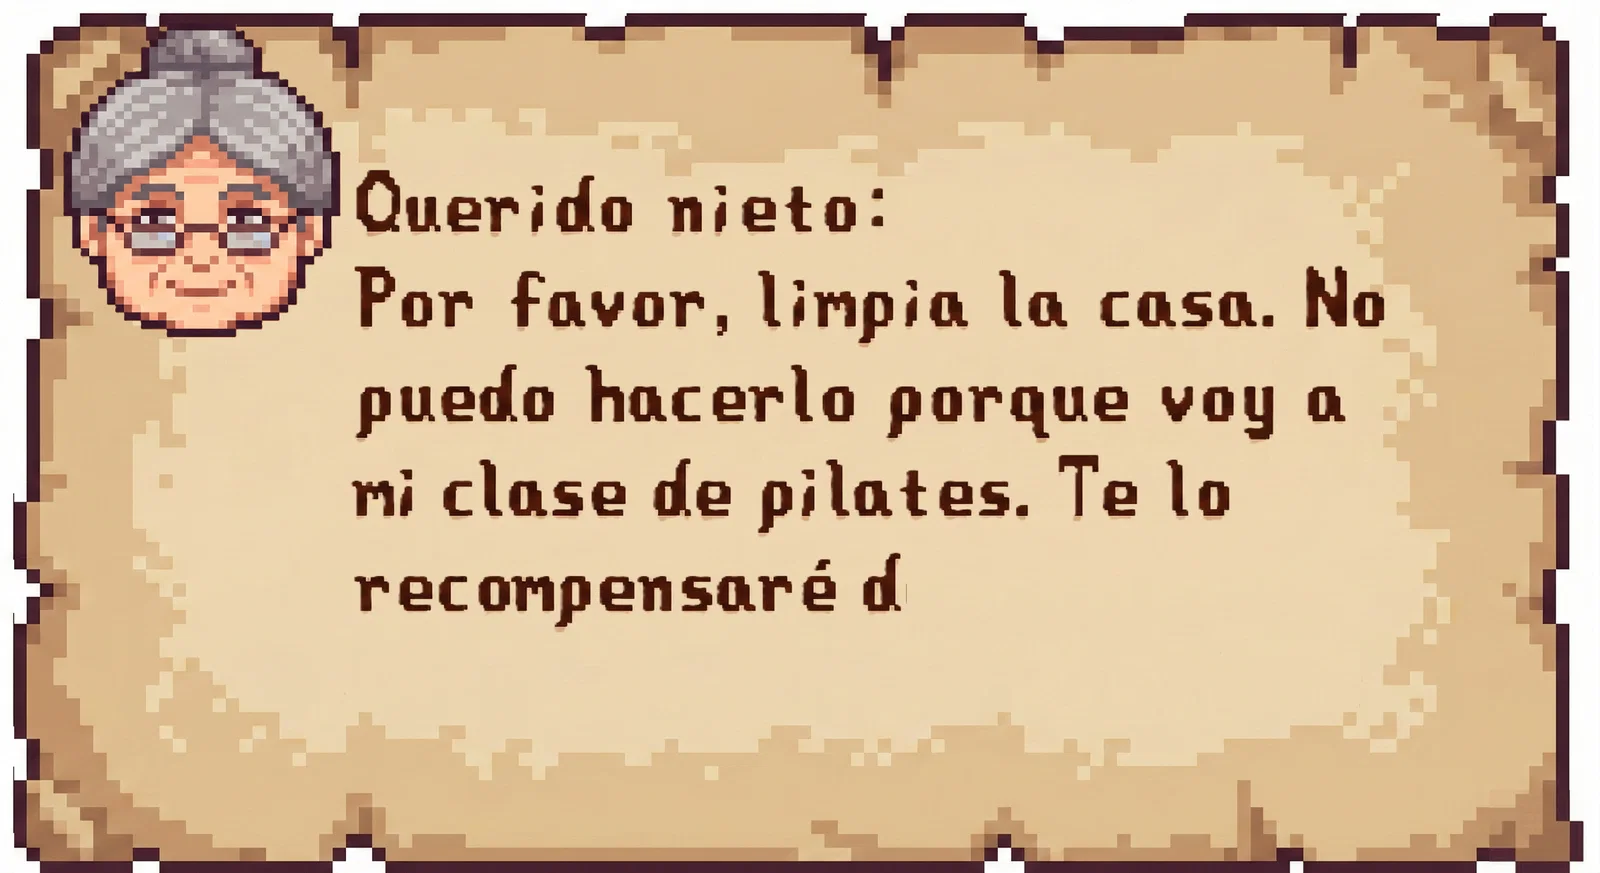 Querido nieto:
Por favor, limpia la casa. No
puedo hacerlo porque voy a
mi clase de pilates. Te lo
recompensaré d